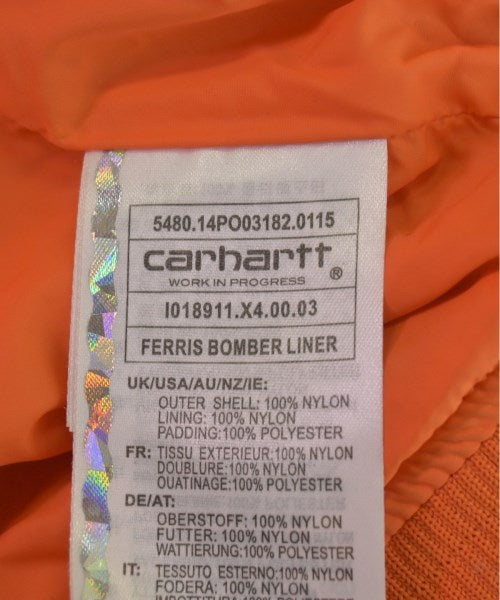 5480.14PO03182.0115
carhartt
WORK IN PROGRESS ®
I018911.X4.00.03
FERRIS BOMBER LINER
UK/USA/AU/NZ/IE:
OUTER SHELL: 100% NYLON
LINING: 100% NYLON
PADDING:100% POLYESTER
FR: TISSU EXTERIEUR:100% NYLON
DOUBLURE: 100% NYLON
OUATINAGE: 100% POLYESTER
DE/AT:
OBERSTOFF: 100% NYLON
FUTTER: 100% NYLON
WATTIERUNG:100% POLYESTER
IT: TESSUTO ESTERNO:100% NYLON
FODERA: 100% NYLON
IMBOTTITURA:100% POLYESTER